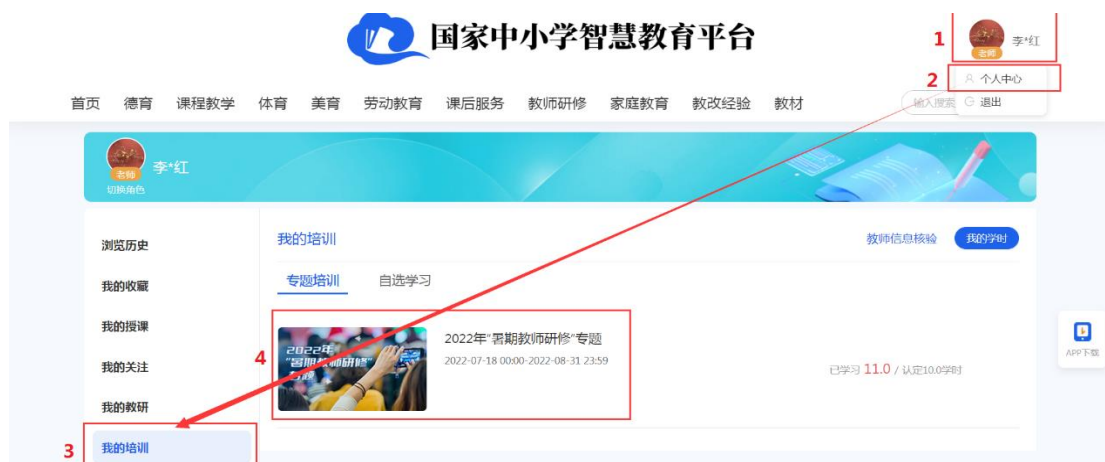 国家中小学智慧教育平台
1
老师
李*红
2
个人中心
退出
首页 德育 课程教学 体育 美育 劳动教育 课后服务 教师研修 家庭教育 教改经验 教材
输入搜索
老师
李*红
切换角色
浏览历史
我的收藏
我的授课
我的关注
我的教研
3
我的培训
我的培训
教师信息核验
我的学时
专题培训 自选学习
4
2022年
"暑期教师研修"
专题
2022年"暑期教师研修"专题
2022-07-18 00:00-2022-08-31 23:59
已学习 11.0 / 认定10.0学时
APP下载